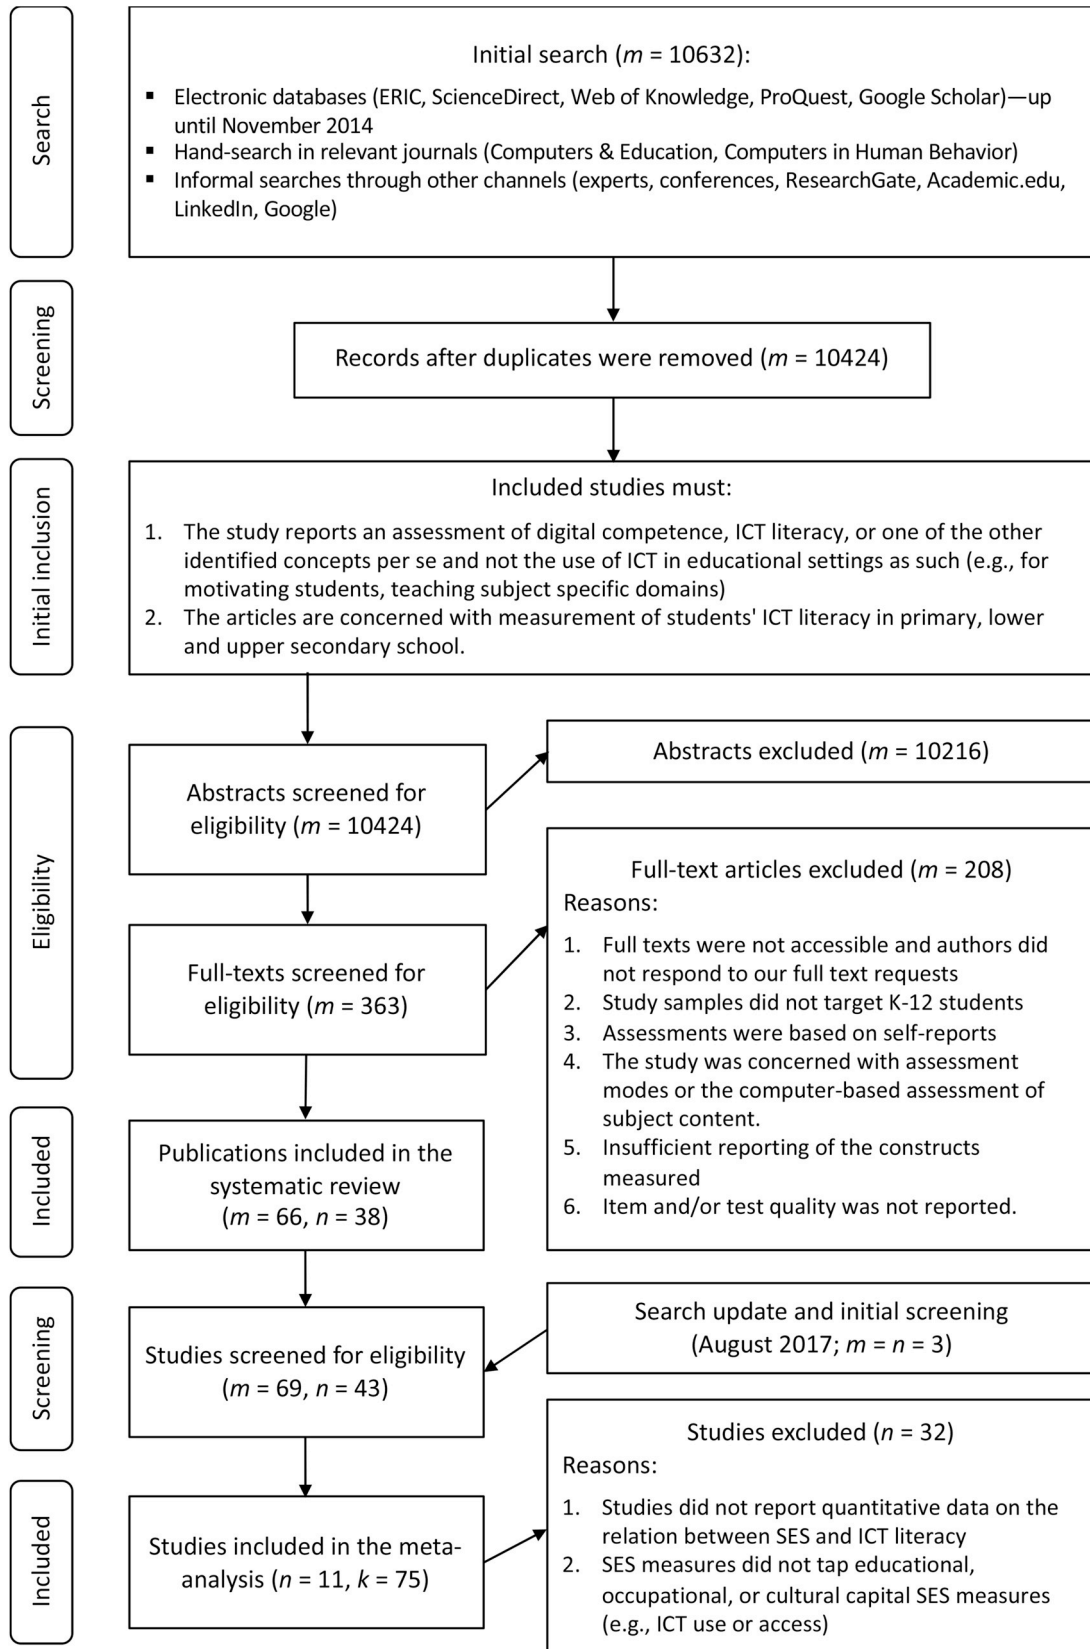 Search
Initial search (m = 10632):
▪ Electronic databases (ERIC, ScienceDirect, Web of Knowledge, ProQuest, Google Scholar)—up
until November 2014
▪ Hand-search in relevant journals (Computers & Education, Computers in Human Behavior)
▪ Informal searches through other channels (experts, conferences, ResearchGate, Academic.edu,
LinkedIn, Google)
Screening
Records after duplicates were removed (m = 10424)
Initial inclusion
Included studies must:
1. The study reports an assessment of digital competence, ICT literacy, or one of the other
identified concepts per se and not the use of ICT in educational settings as such (e.g., for
motivating students, teaching subject specific domains)
2. The articles are concerned with measurement of students' ICT literacy in primary, lower
and upper secondary school.
Eligibility
Abstracts screened for
eligibility (m = 10424)
Abstracts excluded (m = 10216)
Full-texts screened for
eligibility (m = 363)
Full-text articles excluded (m = 208)
Reasons:
1. Full texts were not accessible and authors did
not respond to our full text requests
2. Study samples did not target K-12 students
3. Assessments were based on self-reports
4. The study was concerned with assessment
modes or the computer-based assessment of
subject content.
5. Insufficient reporting of the constructs
measured
6. Item and/or test quality was not reported.
Included
Publications included in the
systematic review
(m = 66, n = 38)
Screening
Studies screened for eligibility
(m = 69, n = 43)
Search update and initial screening
(August 2017; m = n = 3)
Included
Studies included in the meta-
analysis (n = 11, k = 75)
Studies excluded (n = 32)
Reasons:
1. Studies did not report quantitative data on the
relation between SES and ICT literacy
2. SES measures did not tap educational,
occupational, or cultural capital SES measures
(e.g., ICT use or access)